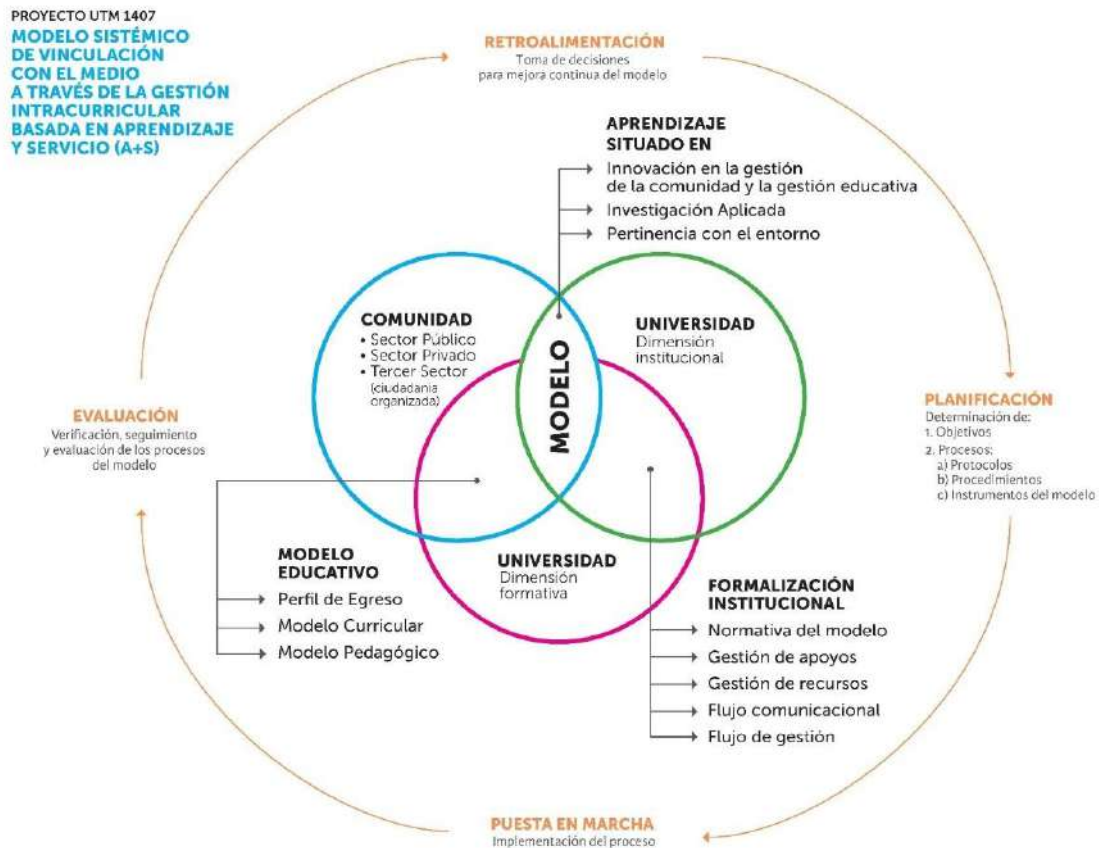 PROYECTO UTM 1407
MODELO SISTÉMICO
DE VINCULACIÓN
CON EL MEDIO
A TRAVÉS DE LA GESTIÓN
INTRACURRICULAR
BASADA EN APRENDIZAJE
Y SERVICIO (A+S)
RETROALIMENTACIÓN
Toma de decisiones
para mejora continua del modelo
APRENDIZAJE
SITUADO EN
Innovación en la gestión
de la comunidad y la gestión educativa
Investigación Aplicada
Pertinencia con el entorno
COMUNIDAD
• Sector Público
• Sector Privado
• Tercer Sector
(ciudadania
organizada)
MODELO
UNIVERSIDAD
Dimensión
institucional
EVALUACIÓN
Verificación, seguimiento
y evaluación de los procesos
del modelo
PLANIFICACIÓN
Determinación de:
1. Objetivos
2. Procesos:
a) Protocolos
b) Procedimientos
c) Instrumentos del modelo
MODELO
EDUCATIVO
Perfil de Egreso
Modelo Curricular
Modelo Pedagógico
UNIVERSIDAD
Dimensión
formativa
FORMALIZACIÓN
INSTITUCIONAL
Normativa del modelo
Gestión de apoyos
Gestión de recursos
Flujo comunicacional
Flujo de gestión
PUESTA EN MARCHA
Implementación del proceso